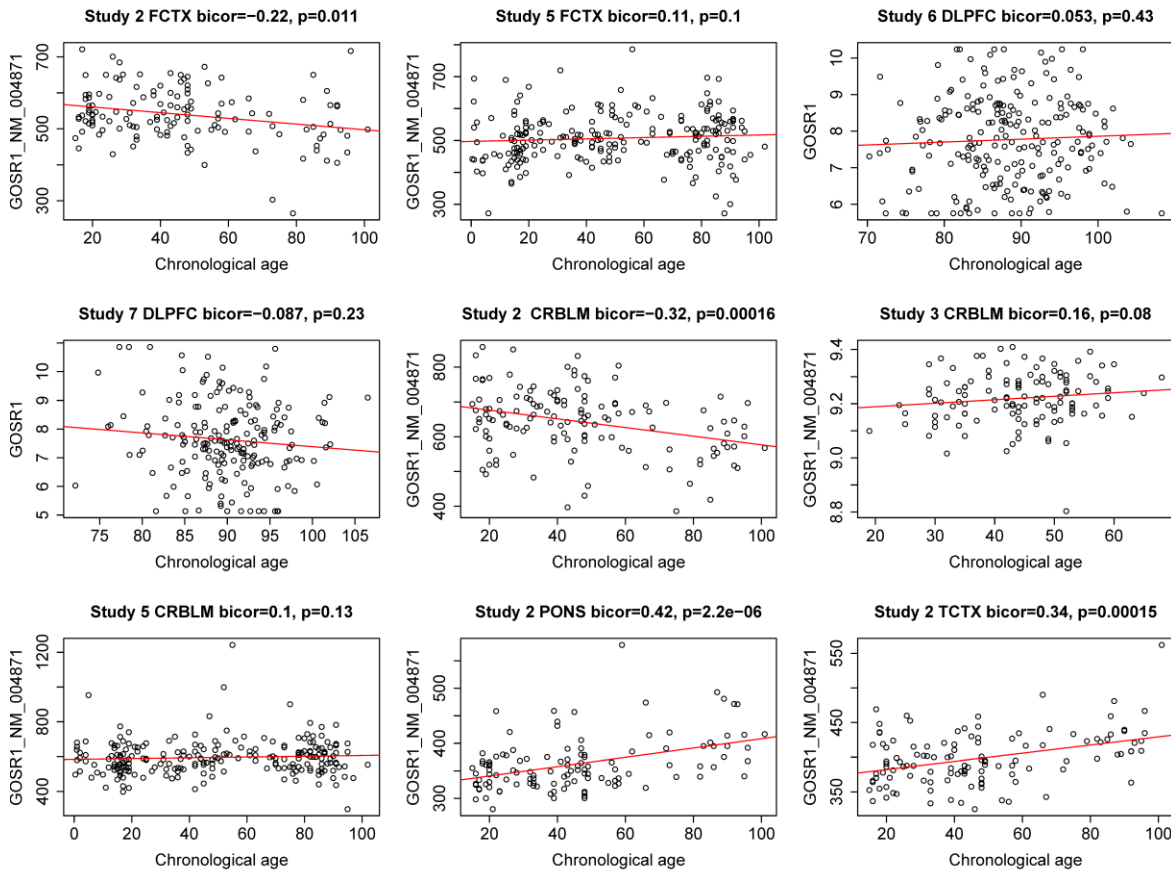 Study 2 FCTX bicor=−0.22, p=0.011
GOSR1_NM_004871
300 500 700
20 40 60 80 100
Chronological age
Study 5 FCTX bicor=0.11, p=0.1
GOSR1_NM_004871
300 500 700
0 20 40 60 80 100
Chronological age
Study 6 DLPFC bicor=0.053, p=0.43
GOSR1
6 7 8 9 10
70 80 90 100
Chronological age
Study 7 DLPFC bicor=−0.087, p=0.23
GOSR1
5 6 7 8 9 10
75 80 85 90 95 100 105
Chronological age
Study 2 CRBLM bicor=−0.32, p=0.00016
GOSR1_NM_004871
400 600 800
20 40 60 80 100
Chronological age
Study 3 CRBLM bicor=0.16, p=0.08
GOSR1_NM_004871
8.8 9.0 9.2 9.4
20 30 40 50 60
Chronological age
Study 5 CRBLM bicor=0.1, p=0.13
GOSR1_NM_004871
400 800 1200
0 20 40 60 80 100
Chronological age
Study 2 PONS bicor=0.42, p=2.2e−06
GOSR1_NM_004871
300 400 500
20 40 60 80 100
Chronological age
Study 2 TCTX bicor=0.34, p=0.00015
GOSR1_NM_004871
350 450 550
20 40 60 80 100
Chronological age